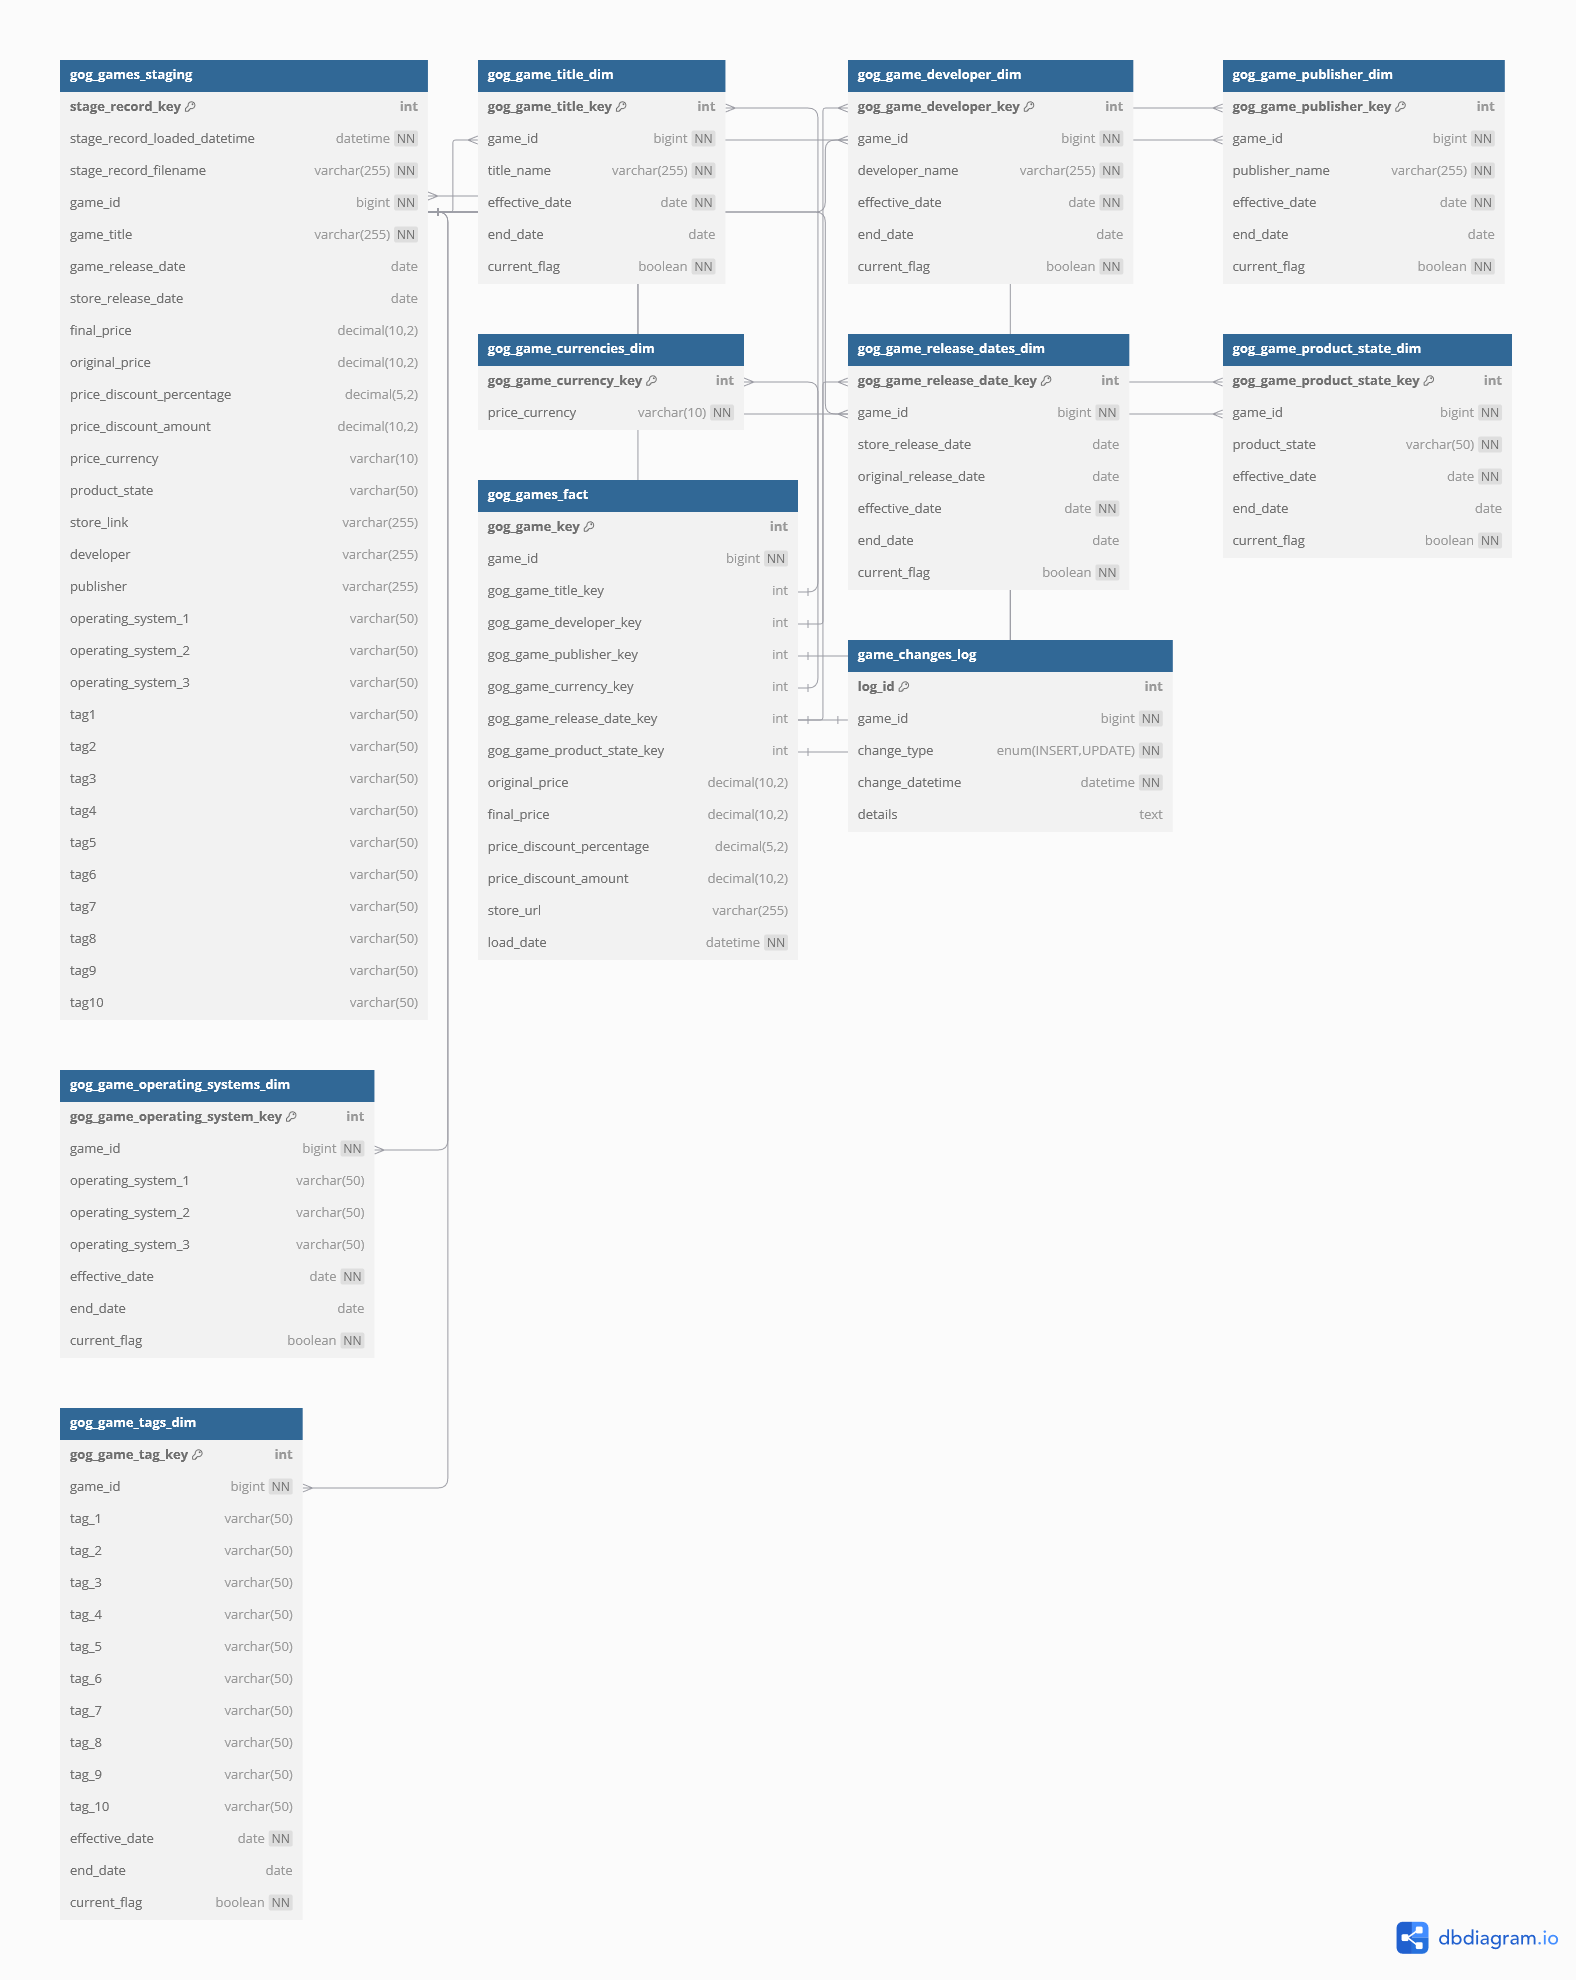 gog_games_staging
stage_record_key int
stage_record_loaded_datetime datetime NN
stage_record_filename varchar(255) NN
game_id bigint NN
game_title varchar(255) NN
game_release_date date
store_release_date date
final_price decimal(10,2)
original_price decimal(10,2)
price_discount_percentage decimal(5,2)
price_discount_amount decimal(10,2)
price_currency varchar(10)
product_state varchar(50)
store_link varchar(255)
developer varchar(255)
publisher varchar(255)
operating_system_1 varchar(50)
operating_system_2 varchar(50)
operating_system_3 varchar(50)
tag1 varchar(50)
tag2 varchar(50)
tag3 varchar(50)
tag4 varchar(50)
tag5 varchar(50)
tag6 varchar(50)
tag7 varchar(50)
tag8 varchar(50)
tag9 varchar(50)
tag10 varchar(50)
gog_game_title_dim
gog_game_title_key int
game_id bigint NN
title_name varchar(255) NN
effective_date date NN
end_date date
current_flag boolean NN
gog_game_developer_dim
gog_game_developer_key int
game_id bigint NN
developer_name varchar(255) NN
effective_date date NN
end_date date
current_flag boolean NN
gog_game_publisher_dim
gog_game_publisher_key int
game_id bigint NN
publisher_name varchar(255) NN
effective_date date NN
end_date date
current_flag boolean NN
gog_game_currencies_dim
gog_game_currency_key int
price_currency varchar(10) NN
gog_game_release_dates_dim
gog_game_release_date_key int
game_id bigint NN
store_release_date date
original_release_date date
effective_date date NN
end_date date
current_flag boolean NN
gog_game_product_state_dim
gog_game_product_state_key int
game_id bigint NN
product_state varchar(50) NN
effective_date date NN
end_date date
current_flag boolean NN
gog_games_fact
gog_game_key int
game_id bigint NN
gog_game_title_key int
gog_game_developer_key int
gog_game_publisher_key int
gog_game_currency_key int
gog_game_release_date_key int
gog_game_product_state_key int
original_price decimal(10,2)
final_price decimal(10,2)
price_discount_percentage decimal(5,2)
price_discount_amount decimal(10,2)
store_url varchar(255)
load_date datetime NN
game_changes_log
log_id int
game_id bigint NN
change_type enum(INSERT,UPDATE) NN
change_datetime datetime NN
details text
gog_game_operating_systems_dim
gog_game_operating_system_key int
game_id bigint NN
operating_system_1 varchar(50)
operating_system_2 varchar(50)
operating_system_3 varchar(50)
effective_date date NN
end_date date
current_flag boolean NN
gog_game_tags_dim
gog_game_tag_key int
game_id bigint NN
tag_1 varchar(50)
tag_2 varchar(50)
tag_3 varchar(50)
tag_4 varchar(50)
tag_5 varchar(50)
tag_6 varchar(50)
tag_7 varchar(50)
tag_8 varchar(50)
tag_9 varchar(50)
tag_10 varchar(50)
effective_date date NN
end_date date
current_flag boolean NN
dbdiagram.io